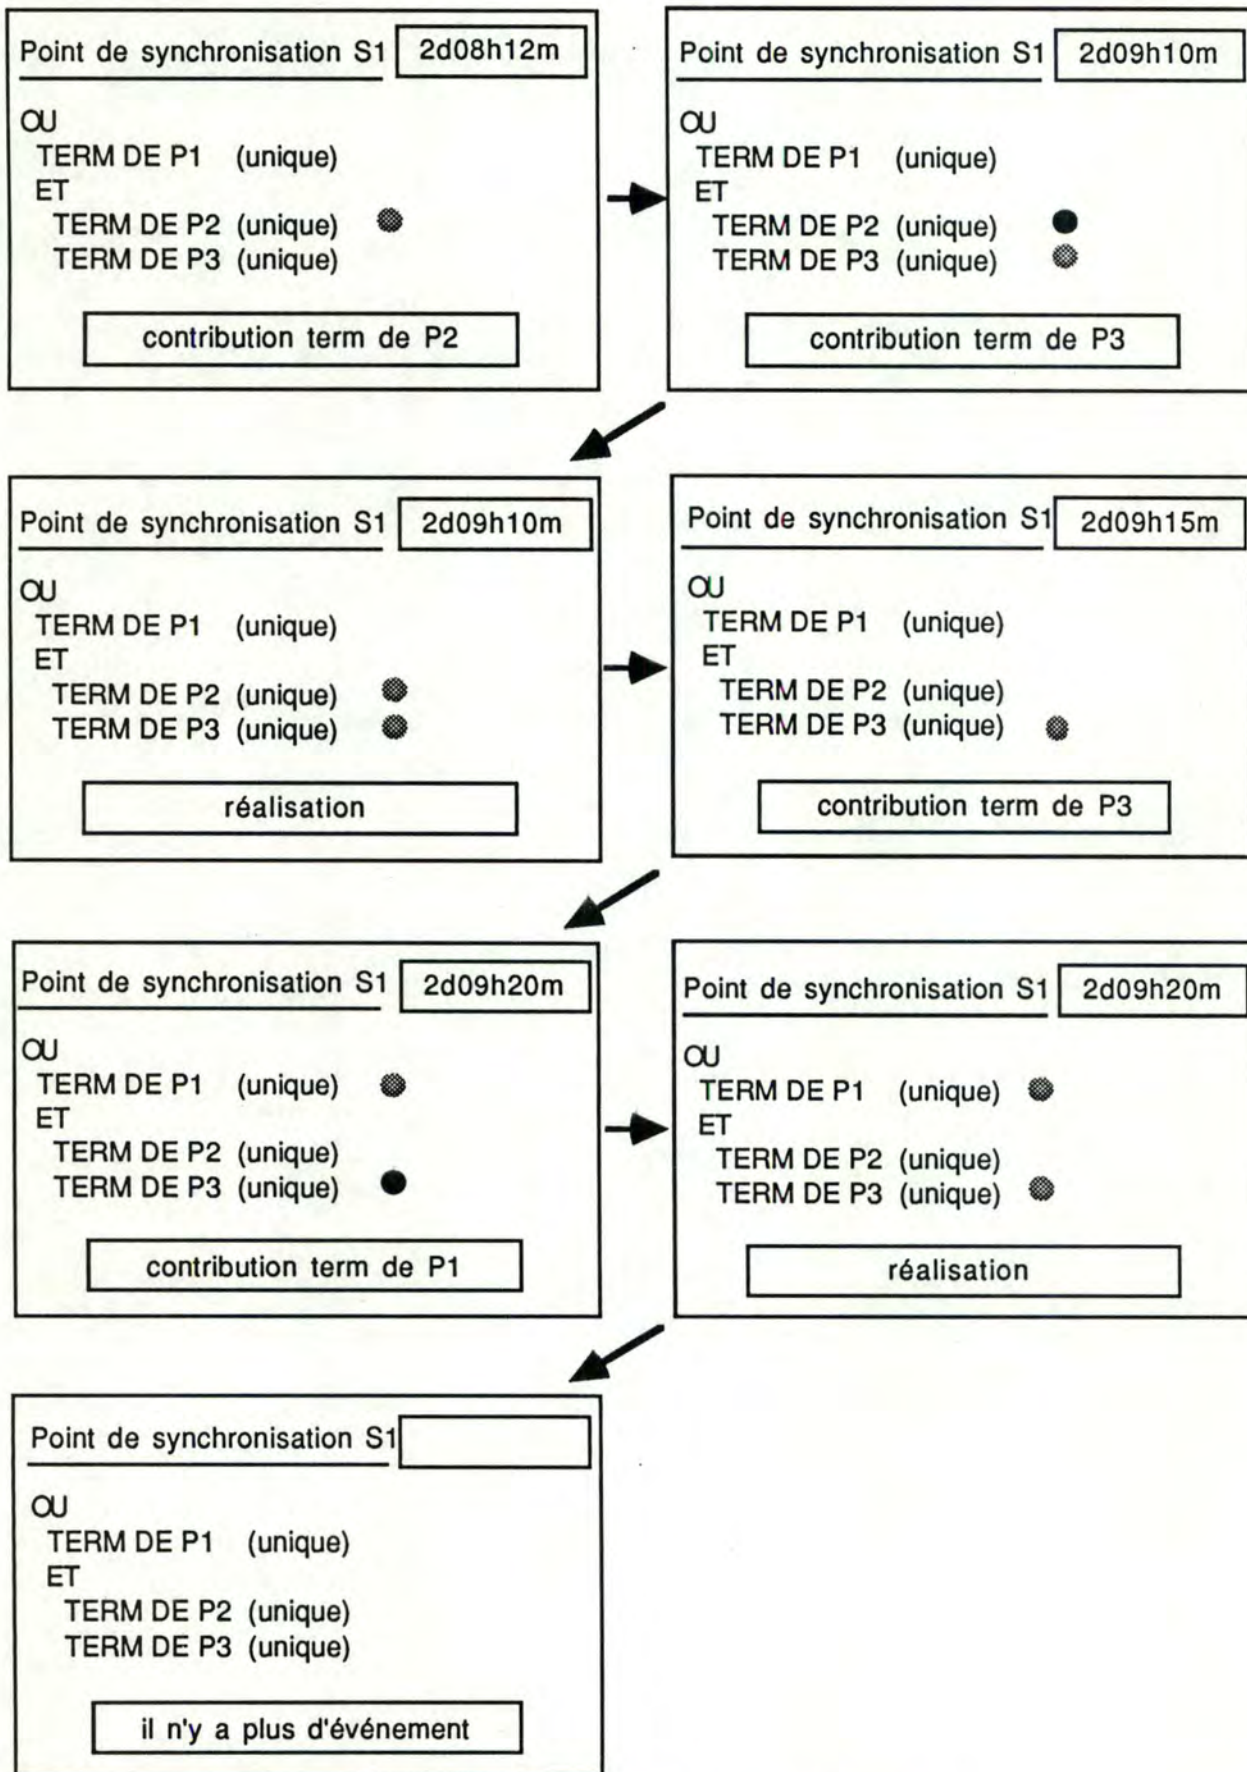 Point de synchronisation S1 2d08h12m
OU
TERM DE P1 (unique)
ET
TERM DE P2 (unique)
TERM DE P3 (unique)
contribution term de P2
Point de synchronisation S1 2d09h10m
OU
TERM DE P1 (unique)
ET
TERM DE P2 (unique)
TERM DE P3 (unique)
contribution term de P3
Point de synchronisation S1 2d09h10m
OU
TERM DE P1 (unique)
ET
TERM DE P2 (unique)
TERM DE P3 (unique)
réalisation
Point de synchronisation S1 2d09h15m
OU
TERM DE P1 (unique)
ET
TERM DE P2 (unique)
TERM DE P3 (unique)
contribution term de P3
Point de synchronisation S1 2d09h20m
OU
TERM DE P1 (unique)
ET
TERM DE P2 (unique)
TERM DE P3 (unique)
contribution term de P1
Point de synchronisation S1 2d09h20m
OU
TERM DE P1 (unique)
ET
TERM DE P2 (unique)
TERM DE P3 (unique)
réalisation
Point de synchronisation S1
OU
TERM DE P1 (unique)
ET
TERM DE P2 (unique)
TERM DE P3 (unique)
il n'y a plus d'événement